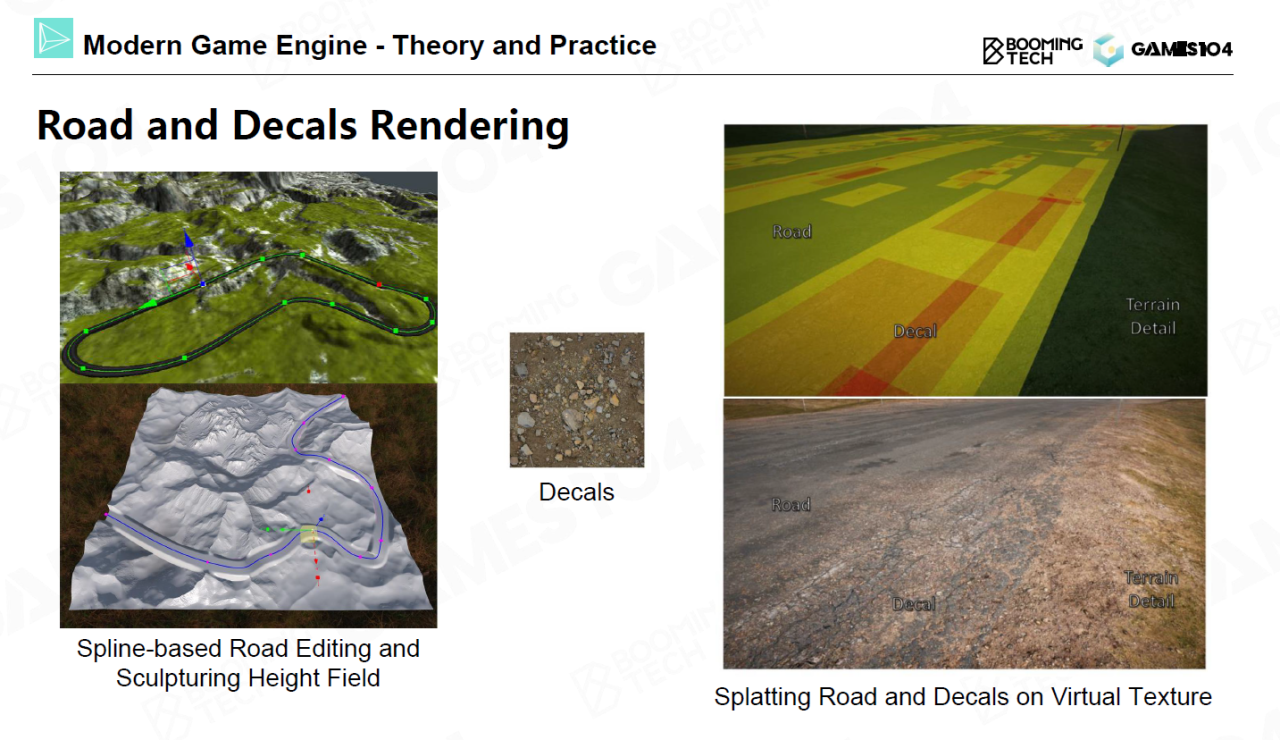 Modern Game Engine - Theory and Practice
BOOMING
TECH
GAMES104
Road and Decals Rendering
Road
Decal
Terrain
Detail
Decals
Road
Decal
Terrain
Detail
Spline-based Road Editing and
Sculpturing Height Field
Splatting Road and Decals on Virtual Texture